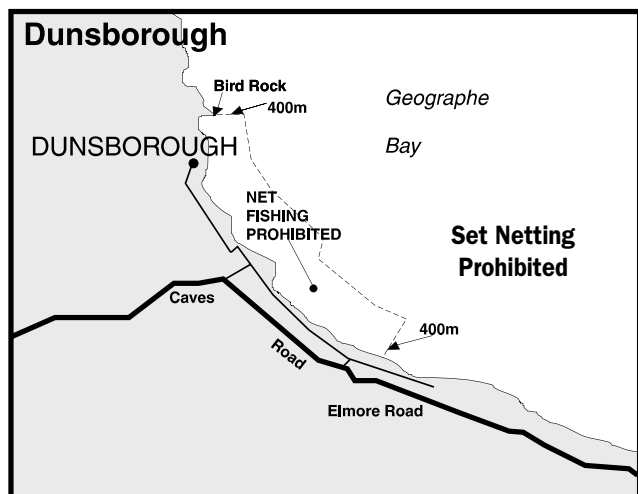 Dunsborough
Bird Rock
400m
Geographe
Bay
DUNSBOROUGH
NET
FISHING
PROHIBITED
Set Netting
Prohibited
Caves
Road
400m
Elmore Road